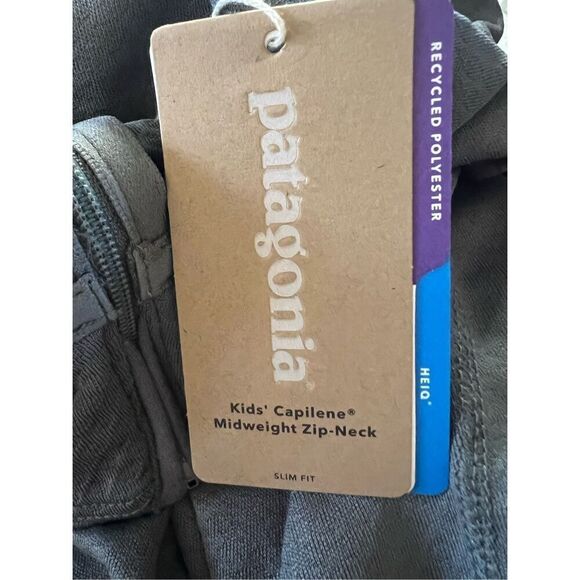 patagonia®
Kids' Capilene®
Midweight Zip-Neck
SLIM FIT
RECYCLED POLYESTER
HEIQ®